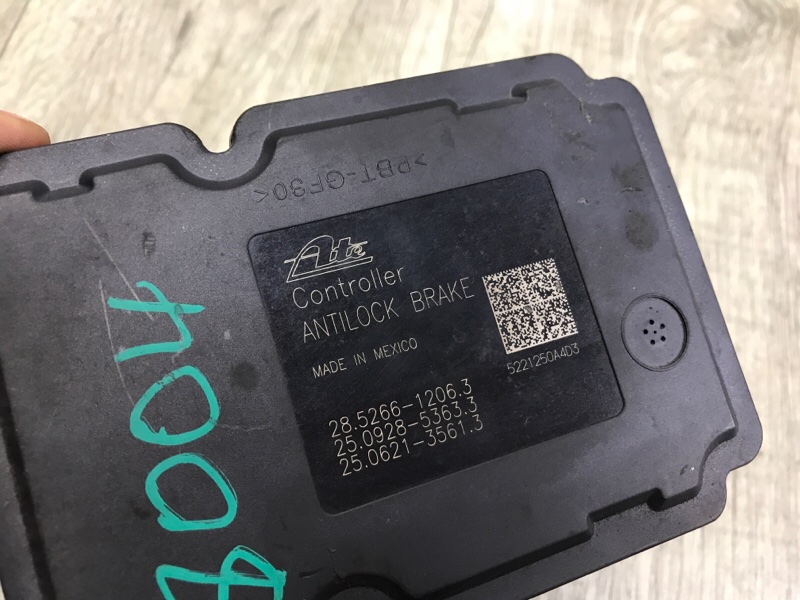 >PBT-GF30<
Ate
Controller
ANTILOCK BRAKE
MADE IN MEXICO
5221250A4D3
28.5266-1206.3
25.0928-5363.3
25.0621-3561.3